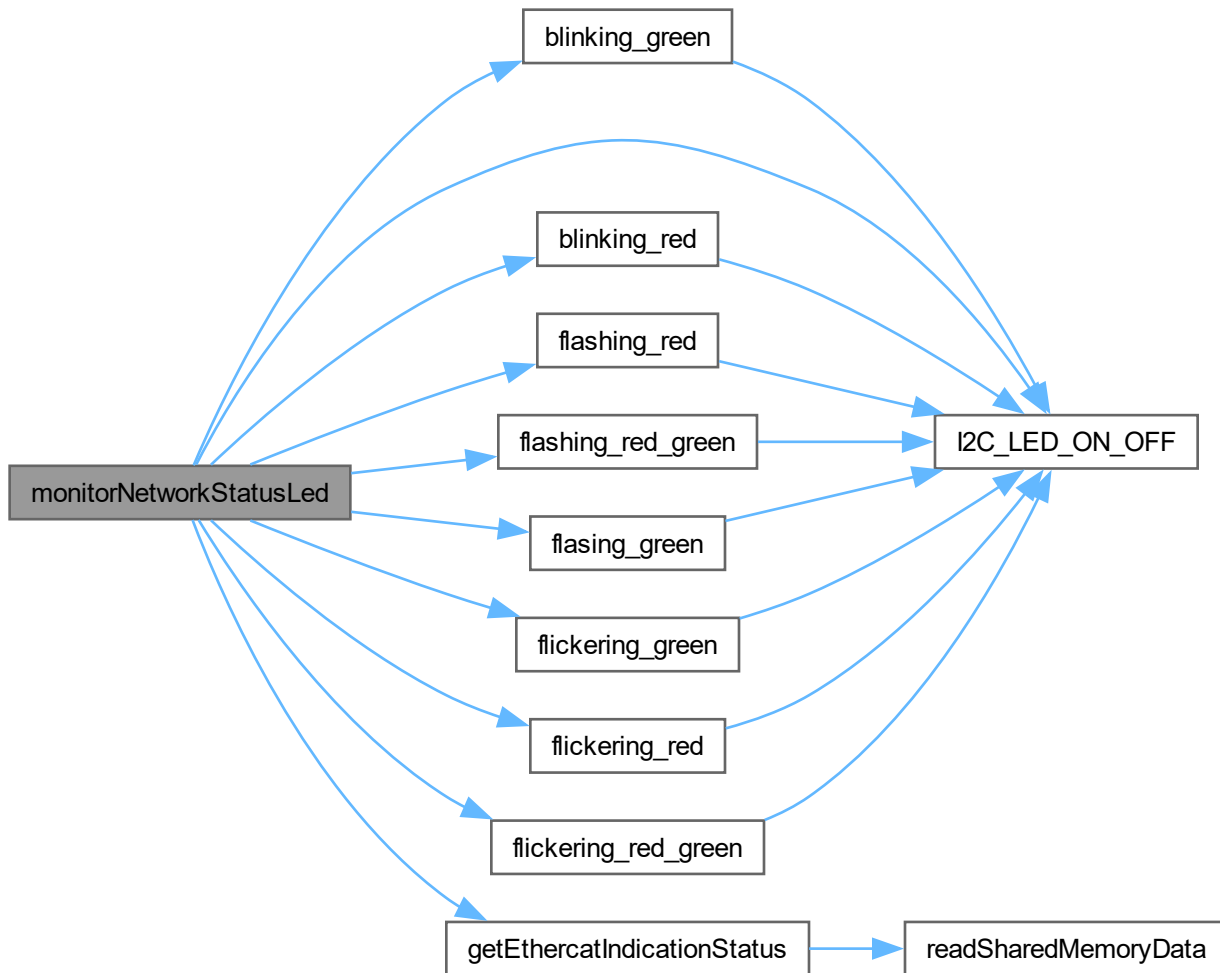 blinking_green
blinking_red
flashing_red
flashing_red_green
I2C_LED_ON_OFF
monitorNetworkStatusLed
flasing_green
flickering_green
flickering_red
flickering_red_green
getEthercatIndicationStatus
readSharedMemoryData